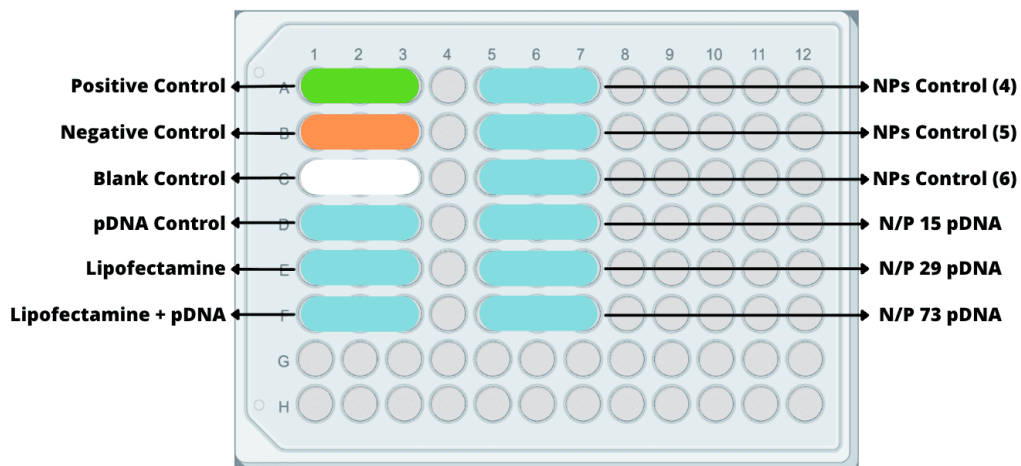 1 2 3 4 5 6 7 8 9 10 11 12
Positive Control A NPs Control (4)
Negative Control B NPs Control (5)
Blank Control C NPs Control (6)
pDNA Control D N/P 15 pDNA
Lipofectamine E N/P 29 pDNA
Lipofectamine + pDNA F N/P 73 pDNA
G
H